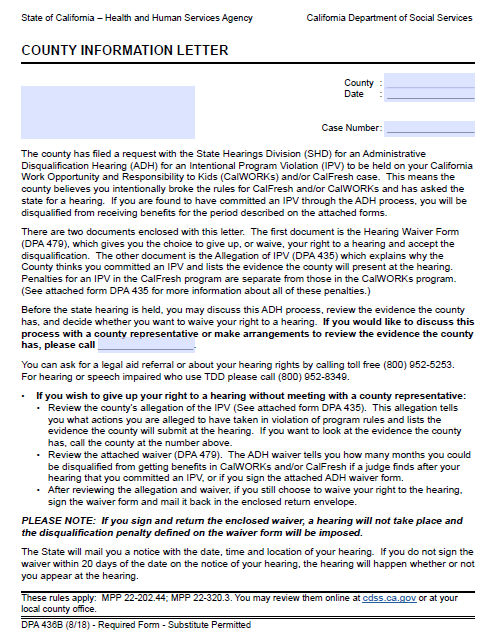 State of California – Health and Human Services Agency California Department of Social Services
COUNTY INFORMATION LETTER
County :
Date :
Case Number:
The county has filed a request with the State Hearings Division (SHD) for an Administrative
Disqualification Hearing (ADH) for an Intentional Program Violation (IPV) to be held on your California
Work Opportunity and Responsibility to Kids (CalWORKs) and/or CalFresh case. This means the
county believes you intentionally broke the rules for CalFresh and/or CalWORKs and has asked the
state for a hearing. If you are found to have committed an IPV through the ADH process, you will be
disqualified from receiving benefits for the period described on the attached forms.
There are two documents enclosed with this letter. The first document is the Hearing Waiver Form
(DPA 479), which gives you the choice to give up, or waive, your right to a hearing and accept the
disqualification. The other document is the Allegation of IPV (DPA 435) which explains why the
County thinks you committed an IPV and lists the evidence the County will present at the hearing.
Penalties for an IPV in the CalFresh program are separate from those in the CalWORKs program.
(See attached form DPA 435 for more information about all of these penalties.)
Before the state hearing is held, you may discuss this ADH process, review the evidence the county
has, and decide whether you want to waive your right to a hearing. If you would like to discuss this
process with a county representative or make arrangements to review the evidence the county
has, please call .
You can ask for a legal aid referral or about your hearing rights by calling toll free (800) 952-5253.
For hearing or speech impaired who use TDD please call (800) 952-8349.
• If you wish to give up your right to a hearing without meeting with a county representative:
• Review the county's allegation of the IPV (See attached form DPA 435). This allegation tells
you what actions you are alleged to have taken in violation of program rules and lists the
evidence the county will submit at the hearing. If you want to look at the evidence the county
has, call the county at the number above.
• Review the attached waiver (DPA 479). The ADH waiver tells you how many months you could
be disqualified from getting benefits in CalWORKs and/or CalFresh if a judge finds after your
hearing that you committed an IPV, or if you sign the attached ADH waiver form.
• After reviewing the allegation and waiver, if you still choose to waive your right to the hearing,
sign the waiver form and mail it back in the enclosed return envelope.
PLEASE NOTE: If you sign and return the enclosed waiver, a hearing will not take place and
the disqualification penalty defined on the waiver form will be imposed.
The State will mail you a notice with the date, time and location of your hearing. If you do not sign the
waiver within 20 days of the date on the notice of your hearing, the hearing will happen whether or not
you appear at the hearing.
These rules apply: MPP 22-202.44; MPP 22-320.3. You may review them online at cdss.ca.gov or at your
local county office.
DPA 436B (8/18) - Required Form - Substitute Permitted